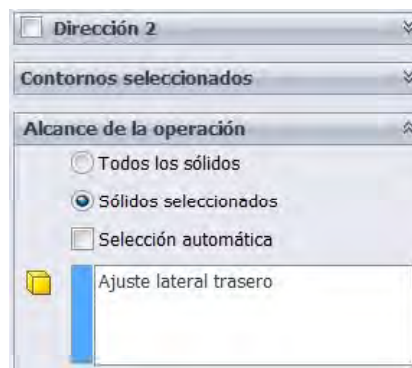 Dirección 2
Contornos seleccionados
Alcance de la operación
Todos los sólidos
Sólidos seleccionados
Selección automática
Ajuste lateral trasero